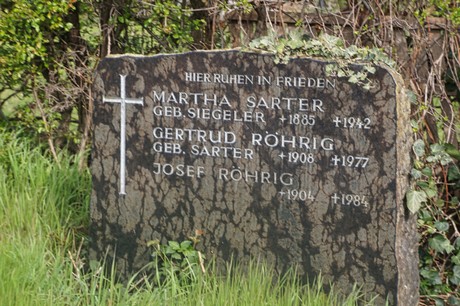 HIER RUHEN IN FRIEDEN
MARTHA SARTER
GEB. SIEGELER +1885 +1942
GERTRUD RÖHRIG
GEB. SARTER +1908 +1977
JOSEF RÖHRIG
+1904 +1984